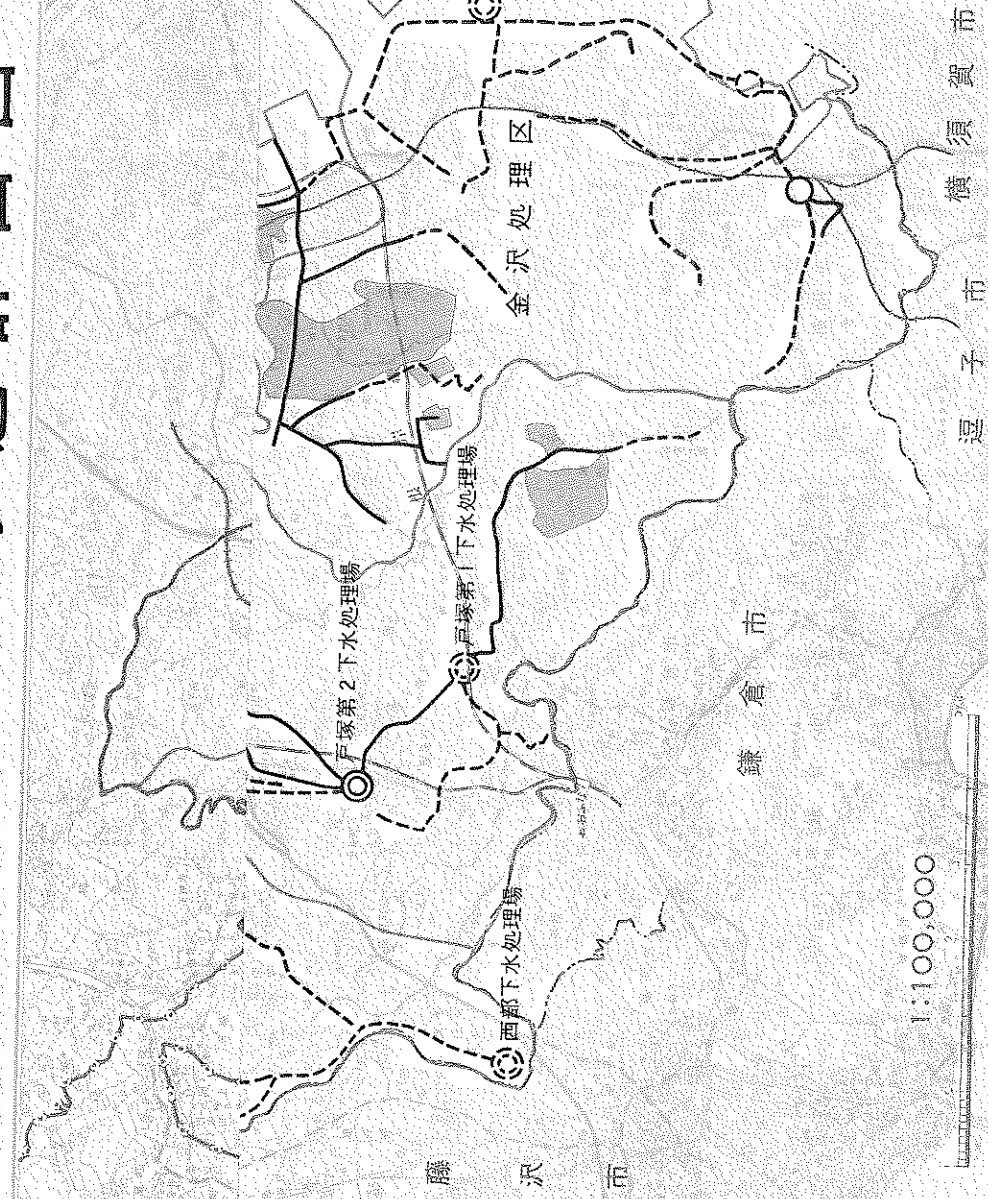 金沢処理区
戸塚第2下水処理場
戸塚第1下水処理場
西部下水処理場
横須賀市
逗子市
鎌倉市
藤沢市
1:100,000